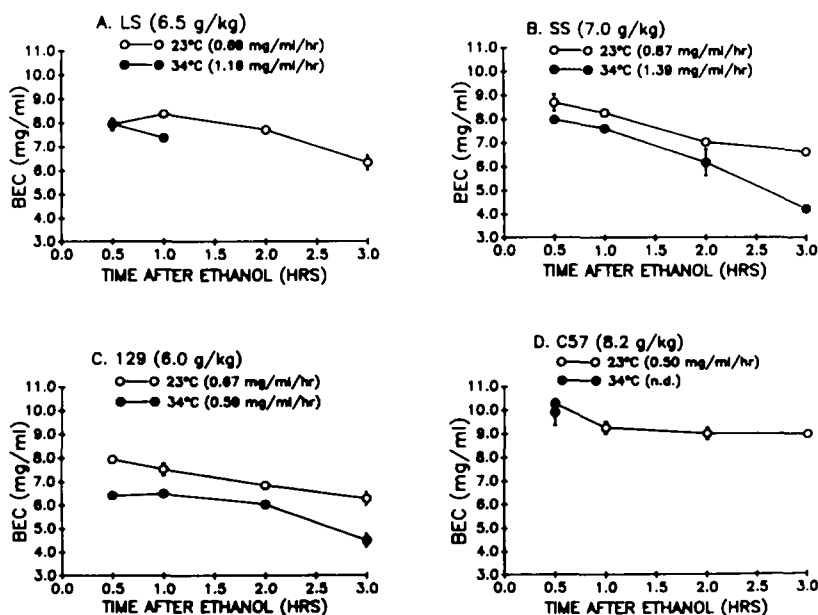 A. LS (6.5 g/kg)
23°C ( mg/ml/hr)
34°C ( mg/ml/hr)
BEC (mg/ml)
11.0
10.0
9.0
8.0
7.0
6.0
5.0
4.0
3.0
0.0 0.5 1.0 1.5 2.0 2.5 3.0
TIME AFTER ETHANOL (HRS)
B. SS (7.0 g/kg)
23°C ( mg/ml/hr)
34°C (1.39 mg/ml/hr)
BEC (mg/ml)
11.0
10.0
9.0
8.0
7.0
6.0
5.0
4.0
3.0
0.0 0.5 1.0 1.5 2.0 2.5 3.0
TIME AFTER ETHANOL (HRS)
C. 129 (6.0 g/kg)
23°C (0.67 mg/ml/hr)
34°C ( mg/ml/hr)
BEC (mg/ml)
11.0
10.0
9.0
8.0
7.0
6.0
5.0
4.0
3.0
0.0 0.5 1.0 1.5 2.0 2.5 3.0
TIME AFTER ETHANOL (HRS)
D. C57 (8.2 g/kg)
23°C (0.50 mg/ml/hr)
34°C (n.d.)
BEC (mg/ml)
11.0
10.0
9.0
8.0
7.0
6.0
5.0
4.0
3.0
0.0 0.5 1.0 1.5 2.0 2.5 3.0
TIME AFTER ETHANOL (HRS)